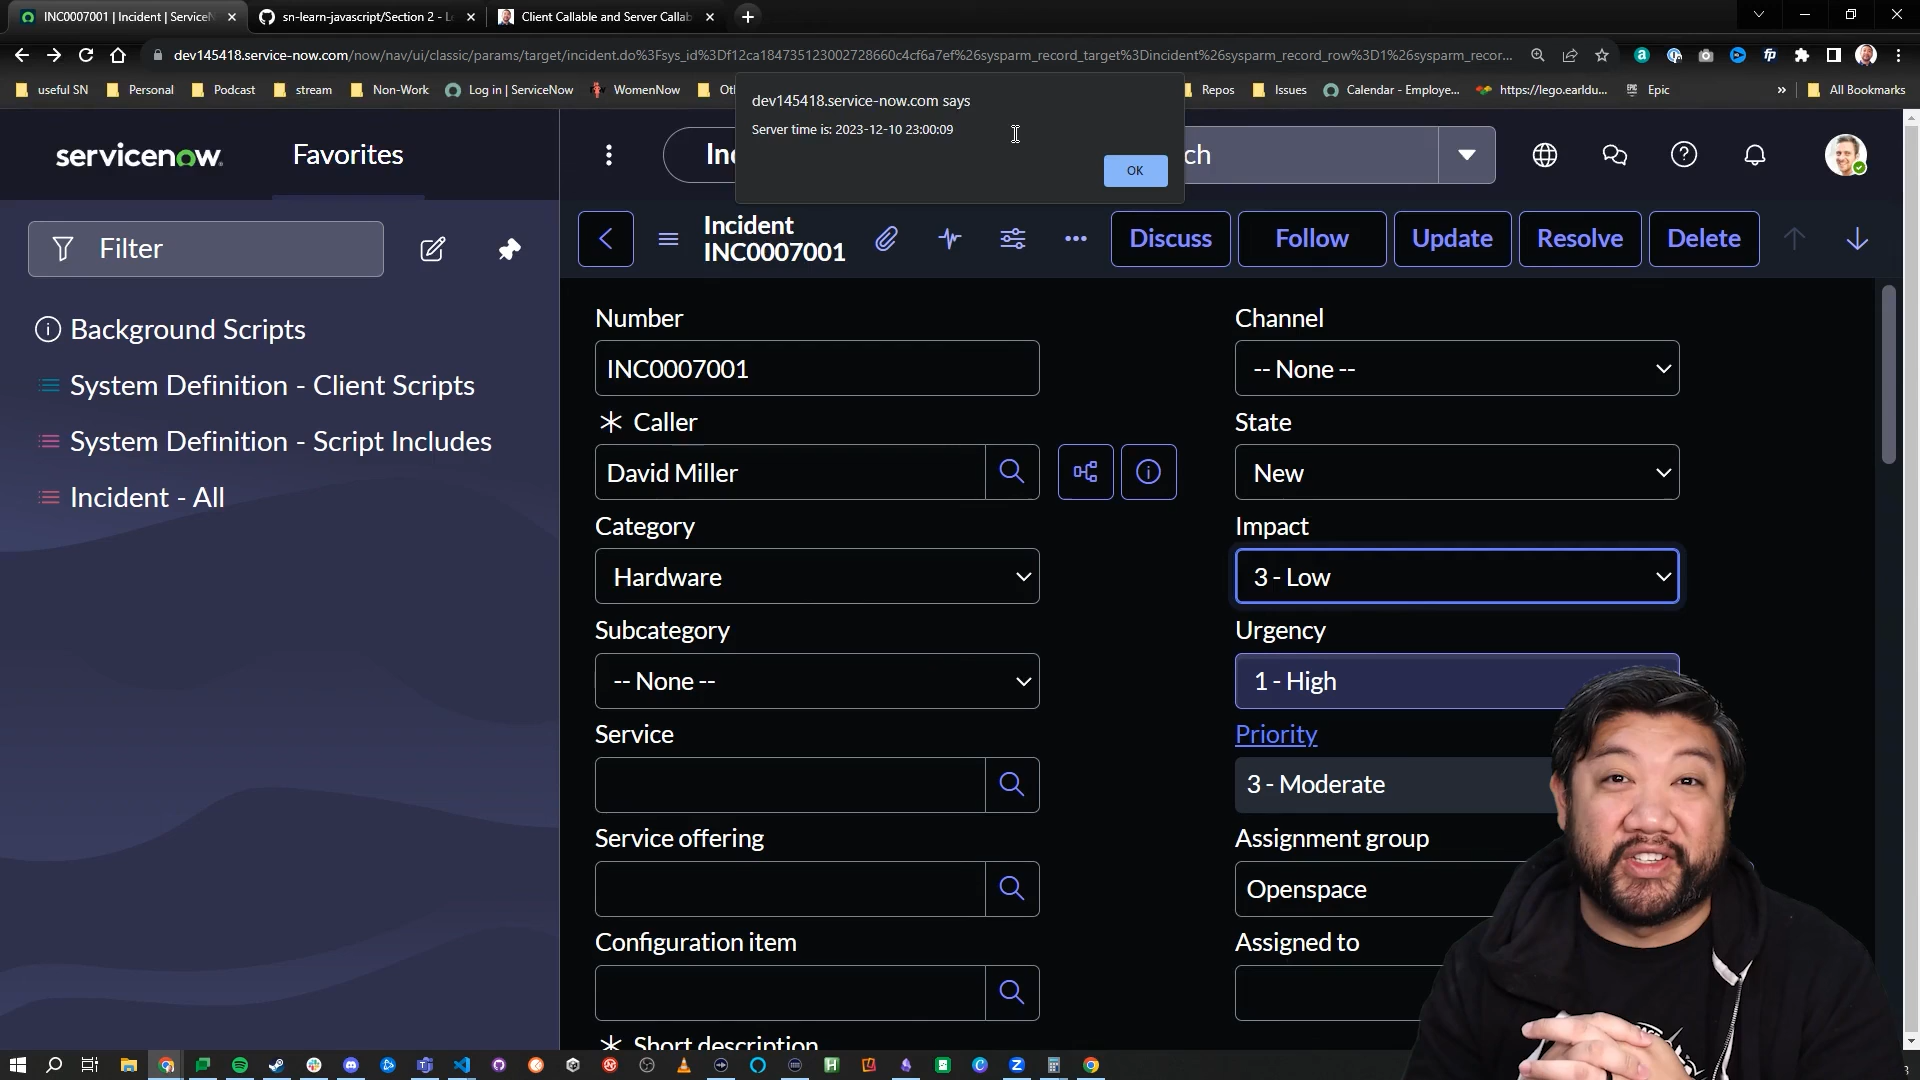 INC0007001 | Incident | ServiceN
sn-learn-javascript/Section 2 - L
Client Callable and Server Callab
dev145418.service-now.com/now/nav/ui/classic/params/target/incident.do%3Fsys_id%3Df12ca184735123002728660c4cf6a7ef%26sysparm_record_target%3Dincident%26sysparm_record_row%3D1%26sysparm_recor...
useful SN
Personal
Podcast
stream
Non-Work
Log in | ServiceNow
WomenNow
Repos
Issues
Calendar - Employe...
https://lego.earldu...
Epic
»
All Bookmarks
dev145418.service-now.com says
Server time is: 2023-12-10 23:00:09
OK
servicenow
Favorites
Filter
Background Scripts
System Definition - Client Scripts
System Definition - Script Includes
Incident - All
Incident
INC0007001
Discuss
Follow
Update
Resolve
Delete
Number
INC0007001
Caller
David Miller
Category
Hardware
Subcategory
-- None --
Service
Service offering
Configuration item
Short description
Channel
-- None --
State
New
Impact
3 - Low
Urgency
1 - High
Priority
3 - Moderate
Assignment group
Openspace
Assigned to